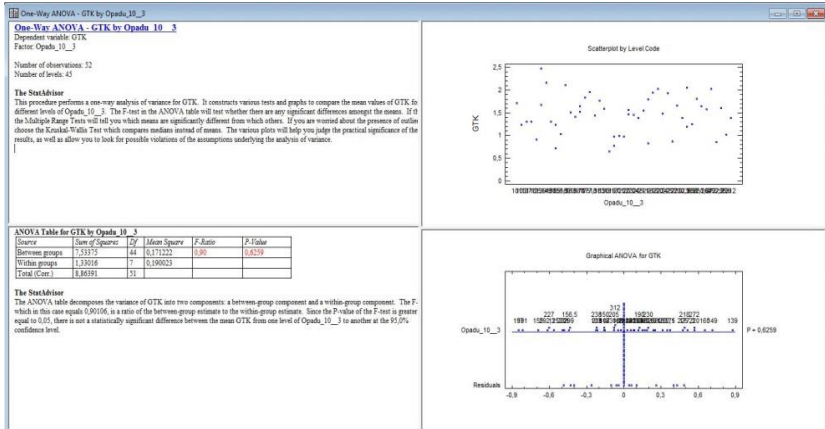 One-Way ANOVA - GTK by Opadu_10__3
One-Way ANOVA - GTK by Opadu_10__3
Dependent variable: GTK
Factor: Opadu_10__3
Number of observations: 52
Number of levels: 45
The StatAdvisor
This procedure performs a one-way analysis of variance for GTK. It constructs various tests and graphs to compare the mean values of GTK fo
different levels of Opadu_10__3. The F-test in the ANOVA table will test whether there are any significant differences amongst the means. If th
the Multiple Range Tests will tell you which means are significantly different from which others. If you are worried about the presence of outlie
choose the Kruskal-Wallis Test which compares medians instead of means. The various plots will help you judge the practical significance of the
results, as well as allow you to look for possible violations of the assumptions underlying the analysis of variance.
Scatterplot by Level Code
2,5
2
1,5
1
0,5
0
GTK
Opadu_10__3
ANOVA Table for GTK by Opadu_10__3
Source Sum of Squares Df Mean Square F-Ratio P-Value
Between groups 7,53375 44 0,171222 0,90 0,6259
Within groups 1,33016 7 0,190023
Total (Corr.) 8,86391 51
The StatAdvisor
The ANOVA table decomposes the variance of GTK into two components: a between-group component and a within-group component. The F-
which in this case equals 0,90106, is a ratio of the between-group estimate to the within-group estimate. Since the P-value of the F-test is greater
equal to 0,05, there is not a statistically significant difference between the mean GTK from one level of Opadu_10__3 to another at the 95,0%
confidence level.
Graphical ANOVA for GTK
312
227 156,5
139
Opadu_10__3
P = 0,6259
Residuals
-0,9 -0,6 -0,3 0 0,3 0,6 0,9